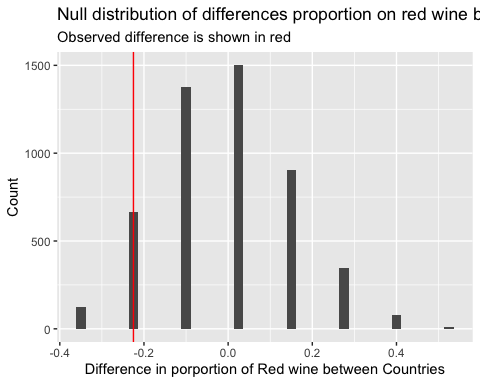 Null distribution of differences proportion on red wine b
Observed difference is shown in red
1500
1000
500
0
Count
-0.4 -0.2 0.0 0.2 0.4
Difference in porportion of Red wine between Countries